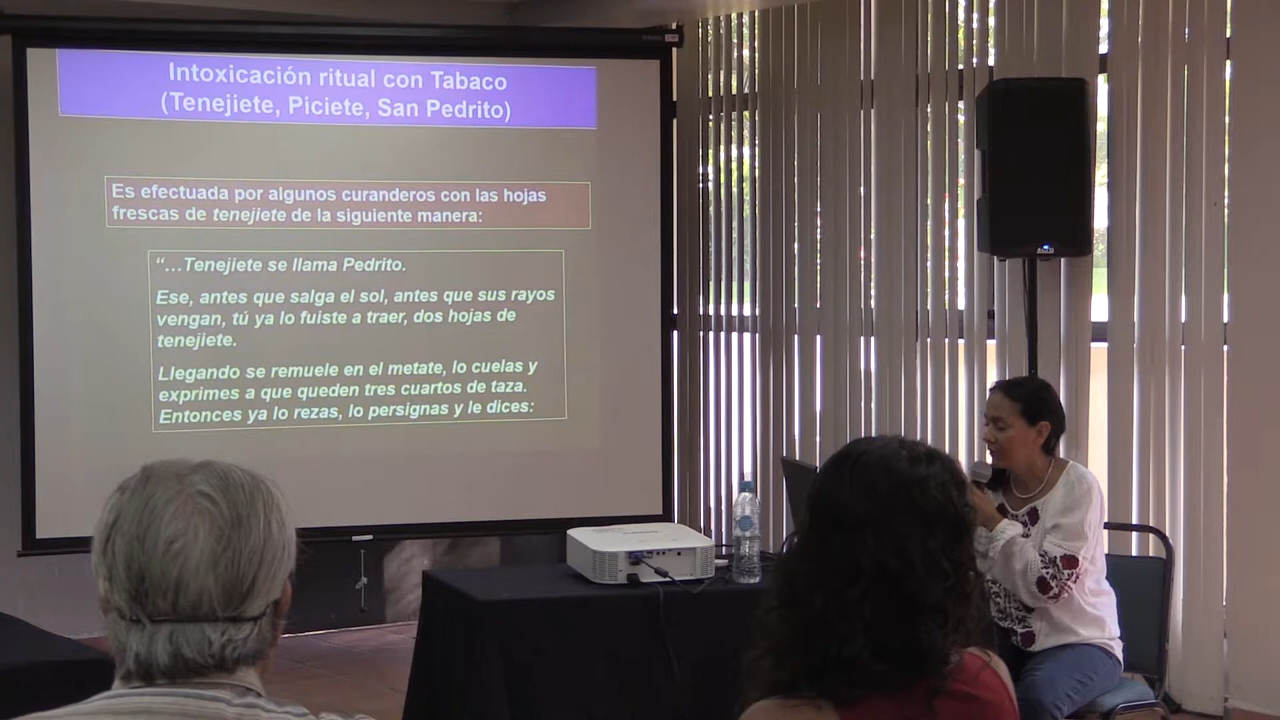 Intoxicación ritual con Tabaco
(Tenejiete, Piciete, San Pedrito)
Es efectuada por algunos curanderos con las hojas
frescas de tenejiete de la siguiente manera:
“…Tenejiete se llama Pedrito.
Ese, antes que salga el sol, antes que sus rayos
vengan, tú ya lo fuiste a traer, dos hojas de
tenejiete.
Llegando se remuele en el metate, lo cuelas y
exprimes a que queden tres cuartos de taza.
Entonces ya lo rezas, lo persignas y le dices: